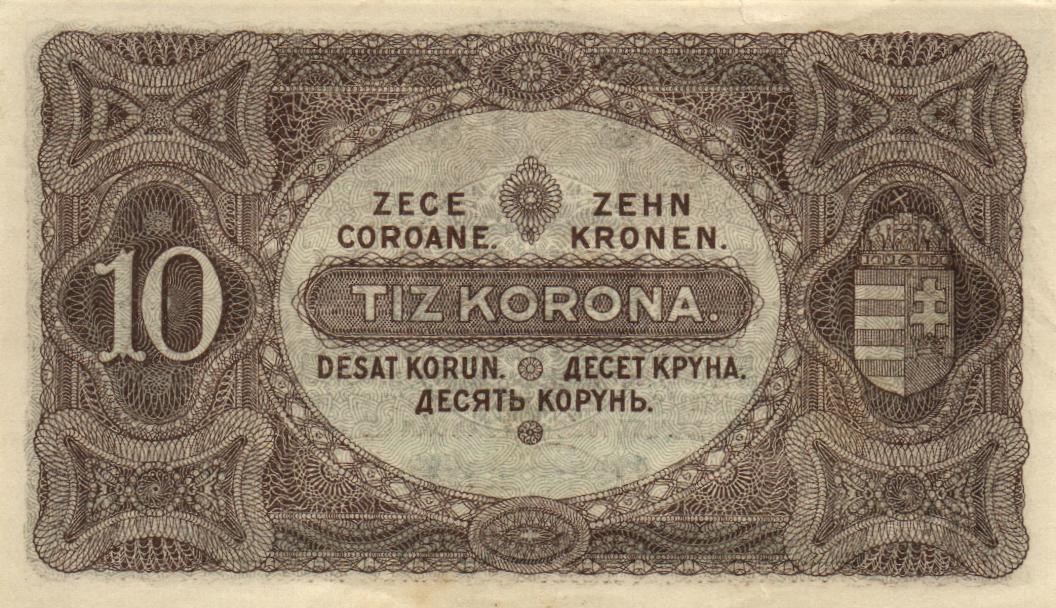 ZECE COROANE.
ZEHN KRONEN.
10
TIZ KORONA.
DESAT KORUN. ДЕСЕТ КРУНА.
ДЕСЯТЬ КОРУНЬ.